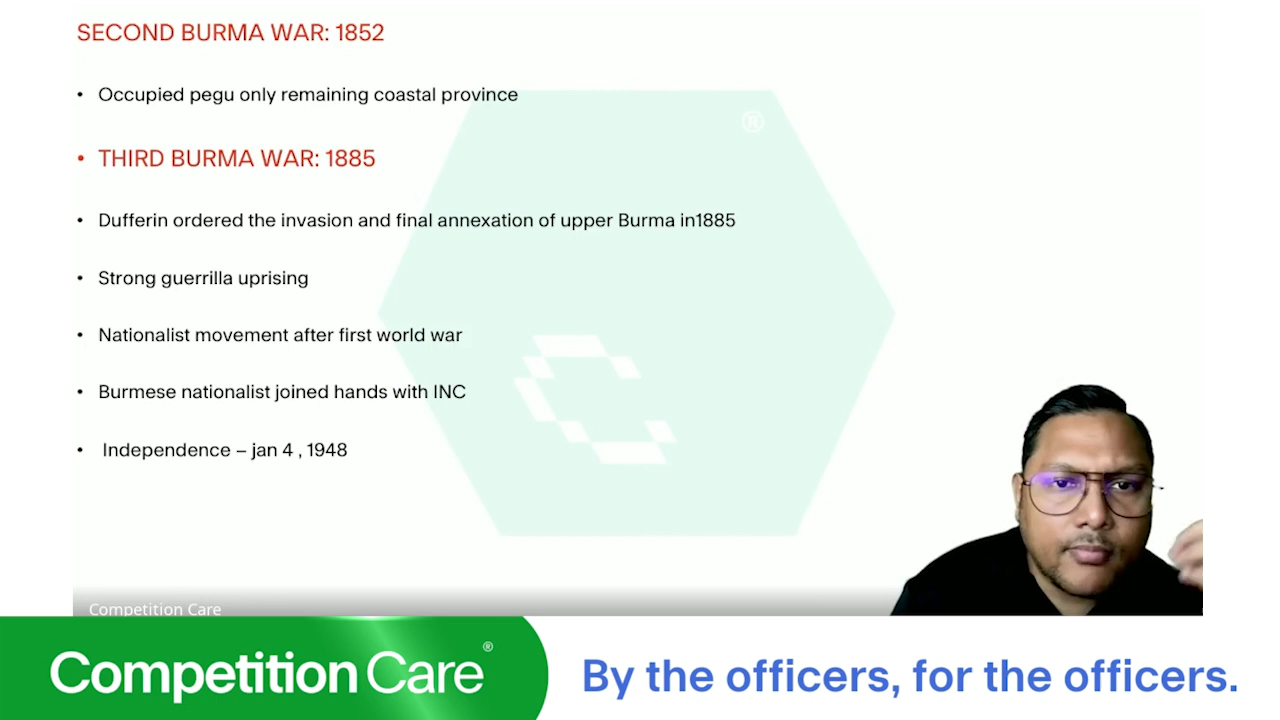 SECOND BURMA WAR: 1852
• Occupied pegu only remaining coastal province
®
• THIRD BURMA WAR: 1885
• Dufferin ordered the invasion and final annexation of upper Burma in1885
• Strong guerrilla uprising
• Nationalist movement after first world war
• Burmese nationalist joined hands with INC
• Independence – jan 4 , 1948
Competition Care
Competition Care®
By the officers, for the officers.